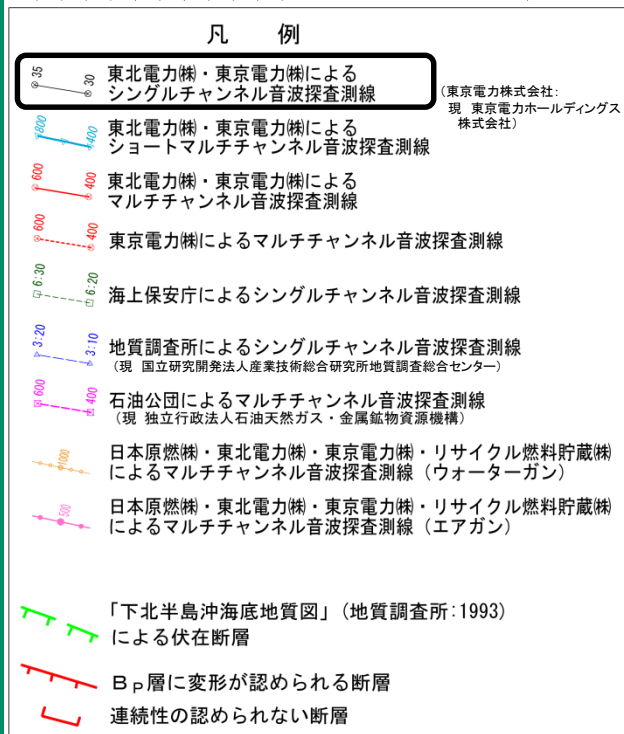 凡 例
35 30
東北電力㈱・東京電力㈱による
シングルチャンネル音波探査測線
(東京電力株式会社:
現 東京電力ホールディングス
株式会社)
800 400
東北電力㈱・東京電力㈱による
ショートマルチチャンネル音波探査測線
600 400
東北電力㈱・東京電力㈱による
マルチチャンネル音波探査測線
600 400
東京電力㈱によるマルチチャンネル音波探査測線
6:30 6:20
海上保安庁によるシングルチャンネル音波探査測線
3:20 3:10
地質調査所によるシングルチャンネル音波探査測線
(現 国立研究開発法人産業技術総合研究所地質調査総合センター)
600 400
石油公団によるマルチチャンネル音波探査測線
(現 独立行政法人石油天然ガス・金属鉱物資源機構)
1000
日本原燃㈱・東北電力㈱・東京電力㈱・リサイクル燃料貯蔵㈱
によるマルチチャンネル音波探査測線(ウォーターガン)
500
日本原燃㈱・東北電力㈱・東京電力㈱・リサイクル燃料貯蔵㈱
によるマルチチャンネル音波探査測線(エアガン)
「下北半島沖海底地質図」(地質調査所:1993)
による伏在断層
BP層に変形が認められる断層
連続性の認められない断層